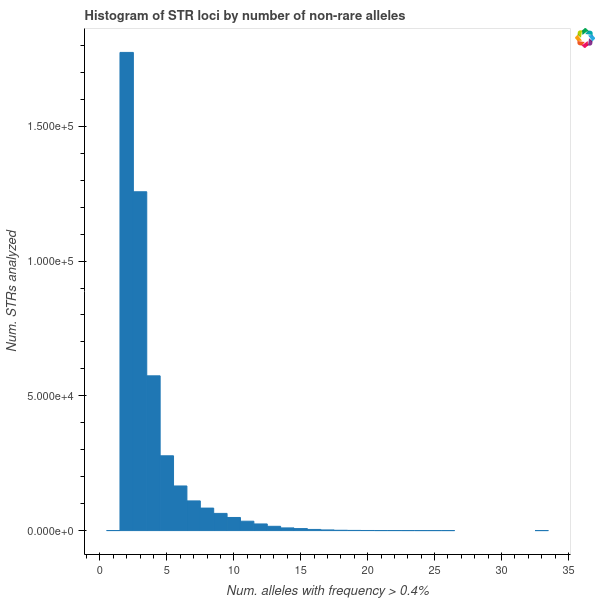 Histogram of STR loci by number of non-rare alleles
Num. STRs analyzed
1.500e+5
1.000e+5
5.000e+4
0.000e+0
0 5 10 15 20 25 30 35
Num. alleles with frequency > 0.4%